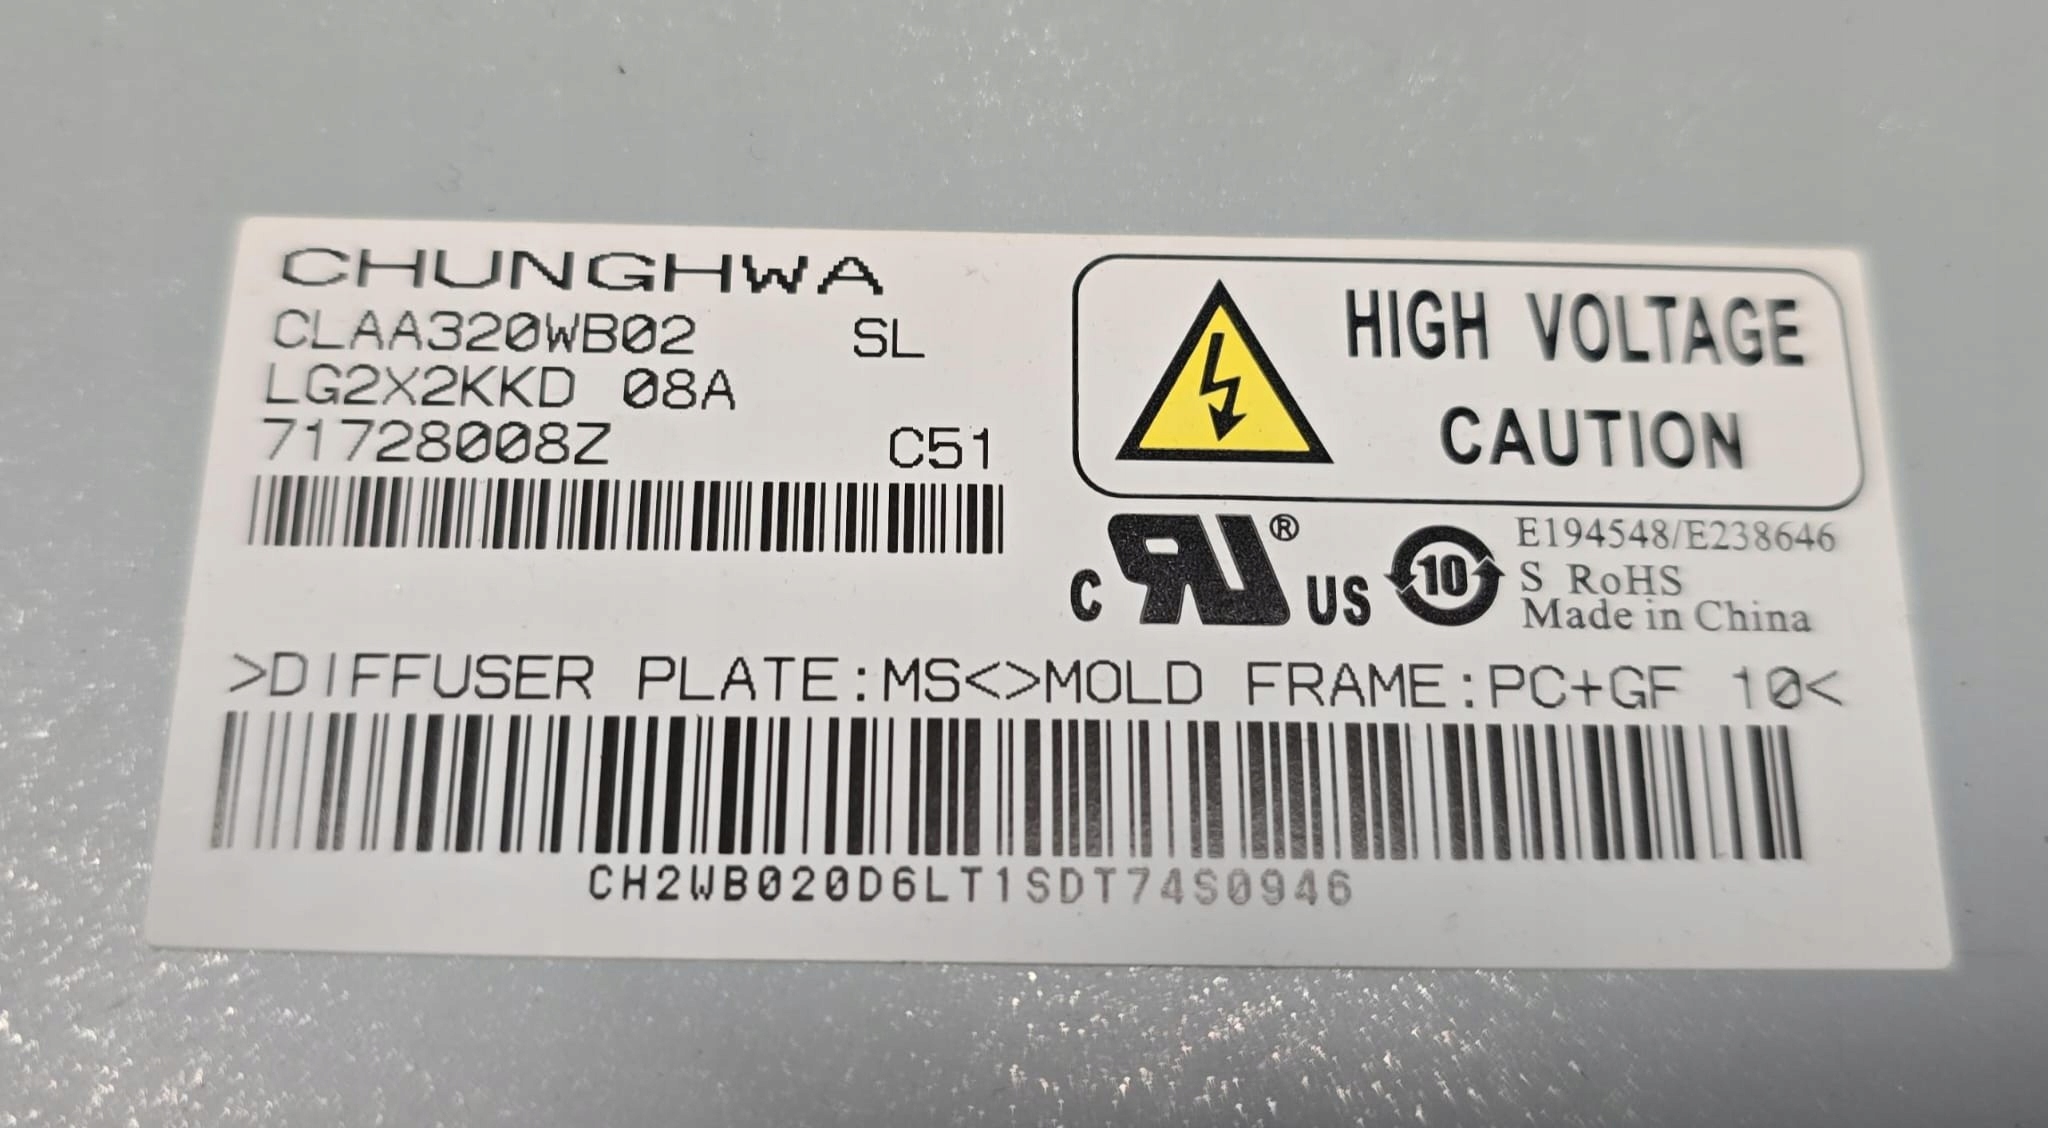 CHUNGHWA
CLAA320WB02 SL
LG2X2KKD 08A
71728008Z C51
HIGH VOLTAGE
CAUTION
c RU® US
10
E194548/E238646
S RoHS
Made in China
>DIFFUSER PLATE:MS<>MOLD FRAME:PC+GF 10<
CH2WB020D6LT1SDT74S0946